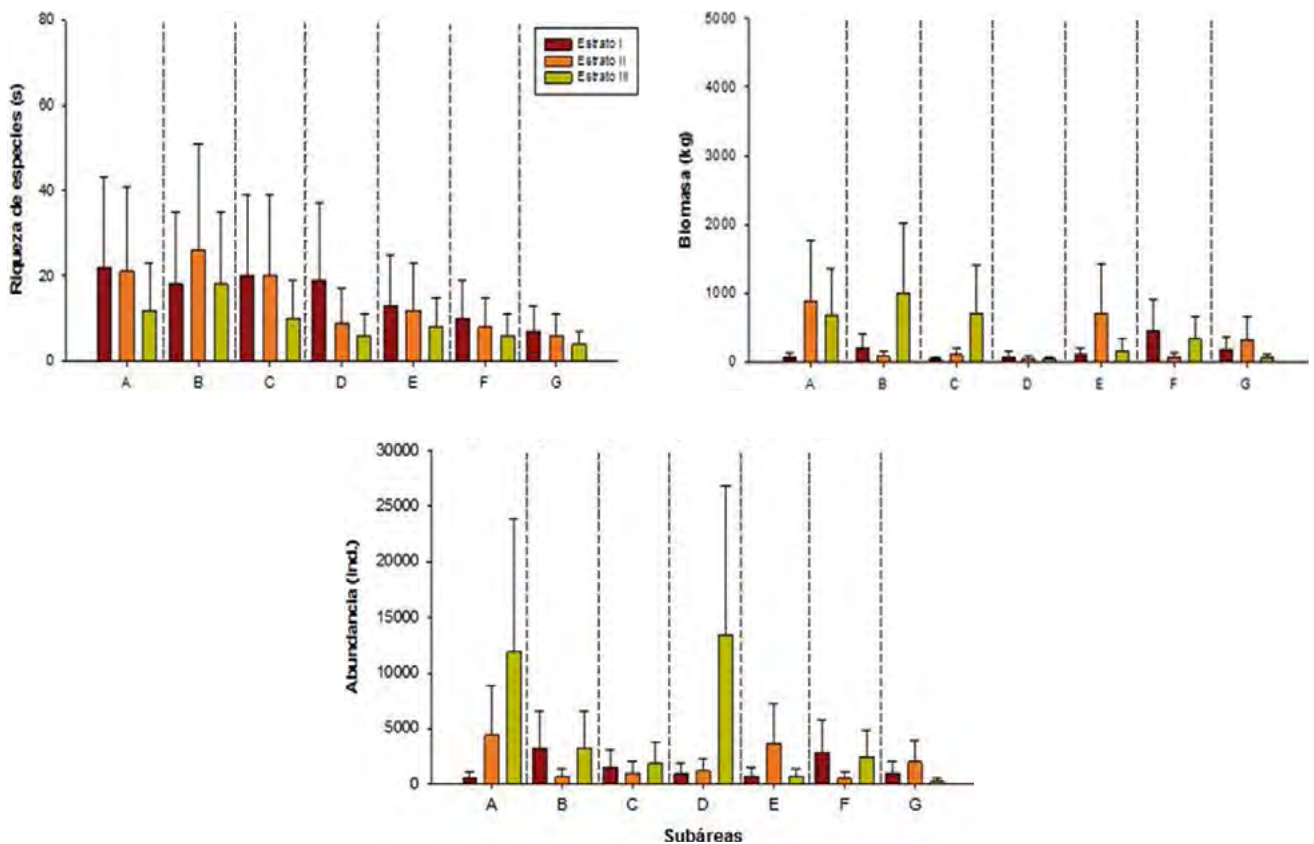 Riqueza de especies (s)
80
60
40
20
0
A B C D E F G
Estrato I
Estrato II
Estrato III
Biomasa (kg)
5000
4000
3000
2000
1000
0
A B C D E F G
Abundancia (Ind.)
30000
25000
20000
15000
10000
5000
0
A B C D E F G
Subáreas